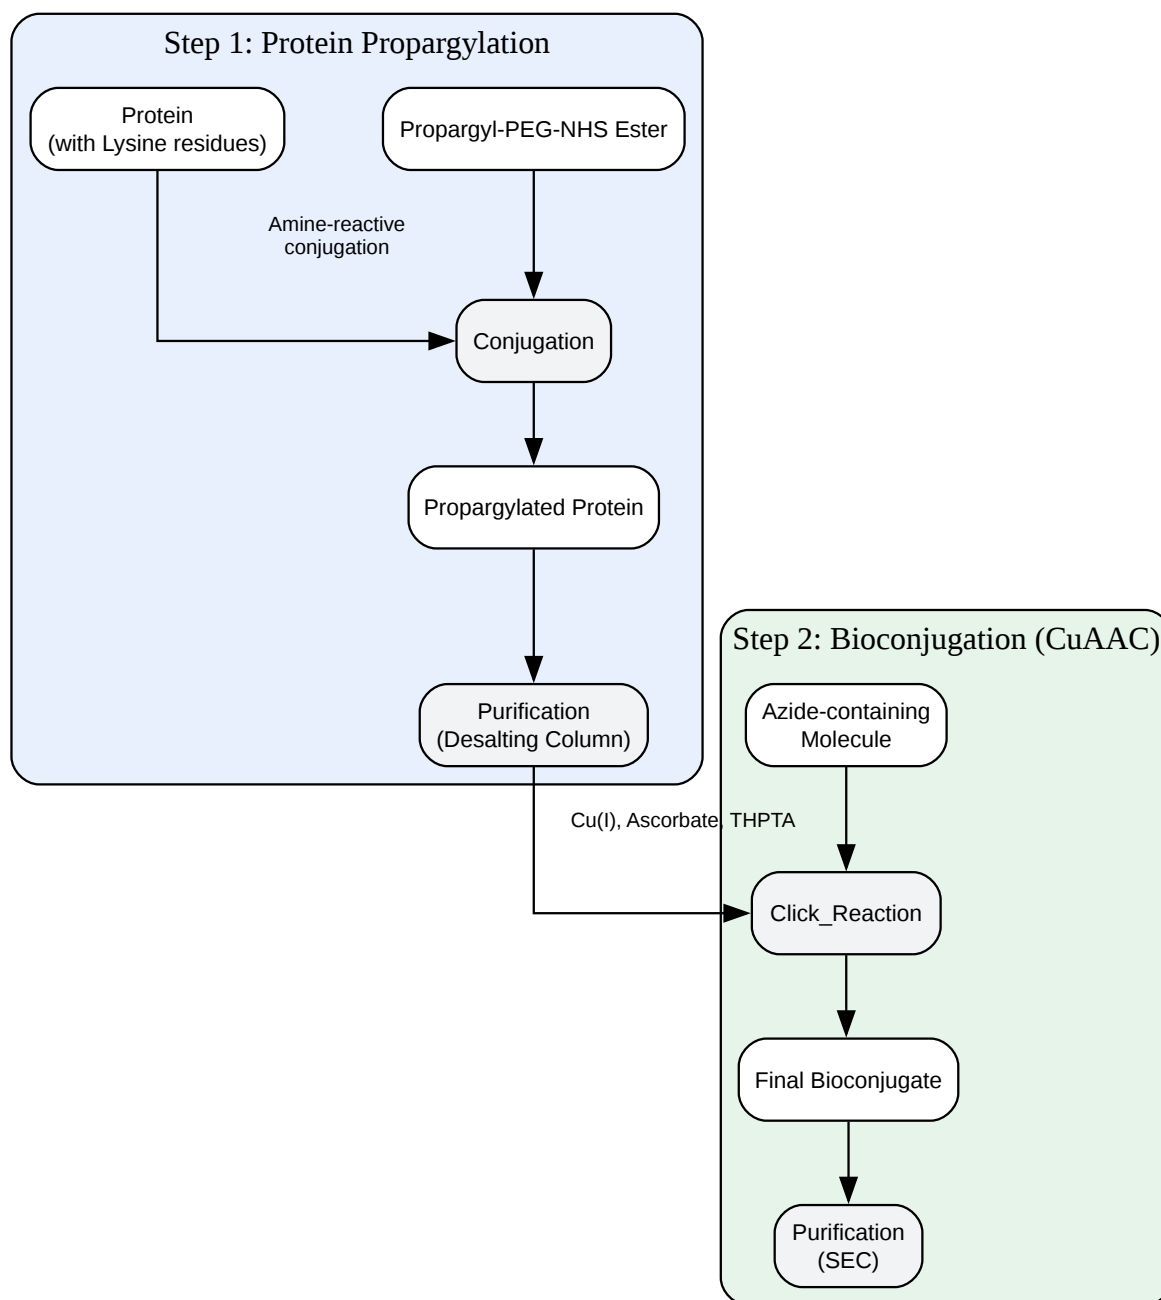 Step 1: Protein Propargylation
Protein
(with Lysine residues)
Propargyl-PEG-NHS Ester
Amine-reactive
conjugation
Conjugation
Propargylated Protein
Purification
(Desalting Column)
Step 2: Bioconjugation (CuAAC)
Azide-containing
Molecule
Cu(I), Ascorbate, THPTA
Click_Reaction
Final Bioconjugate
Purification
(SEC)